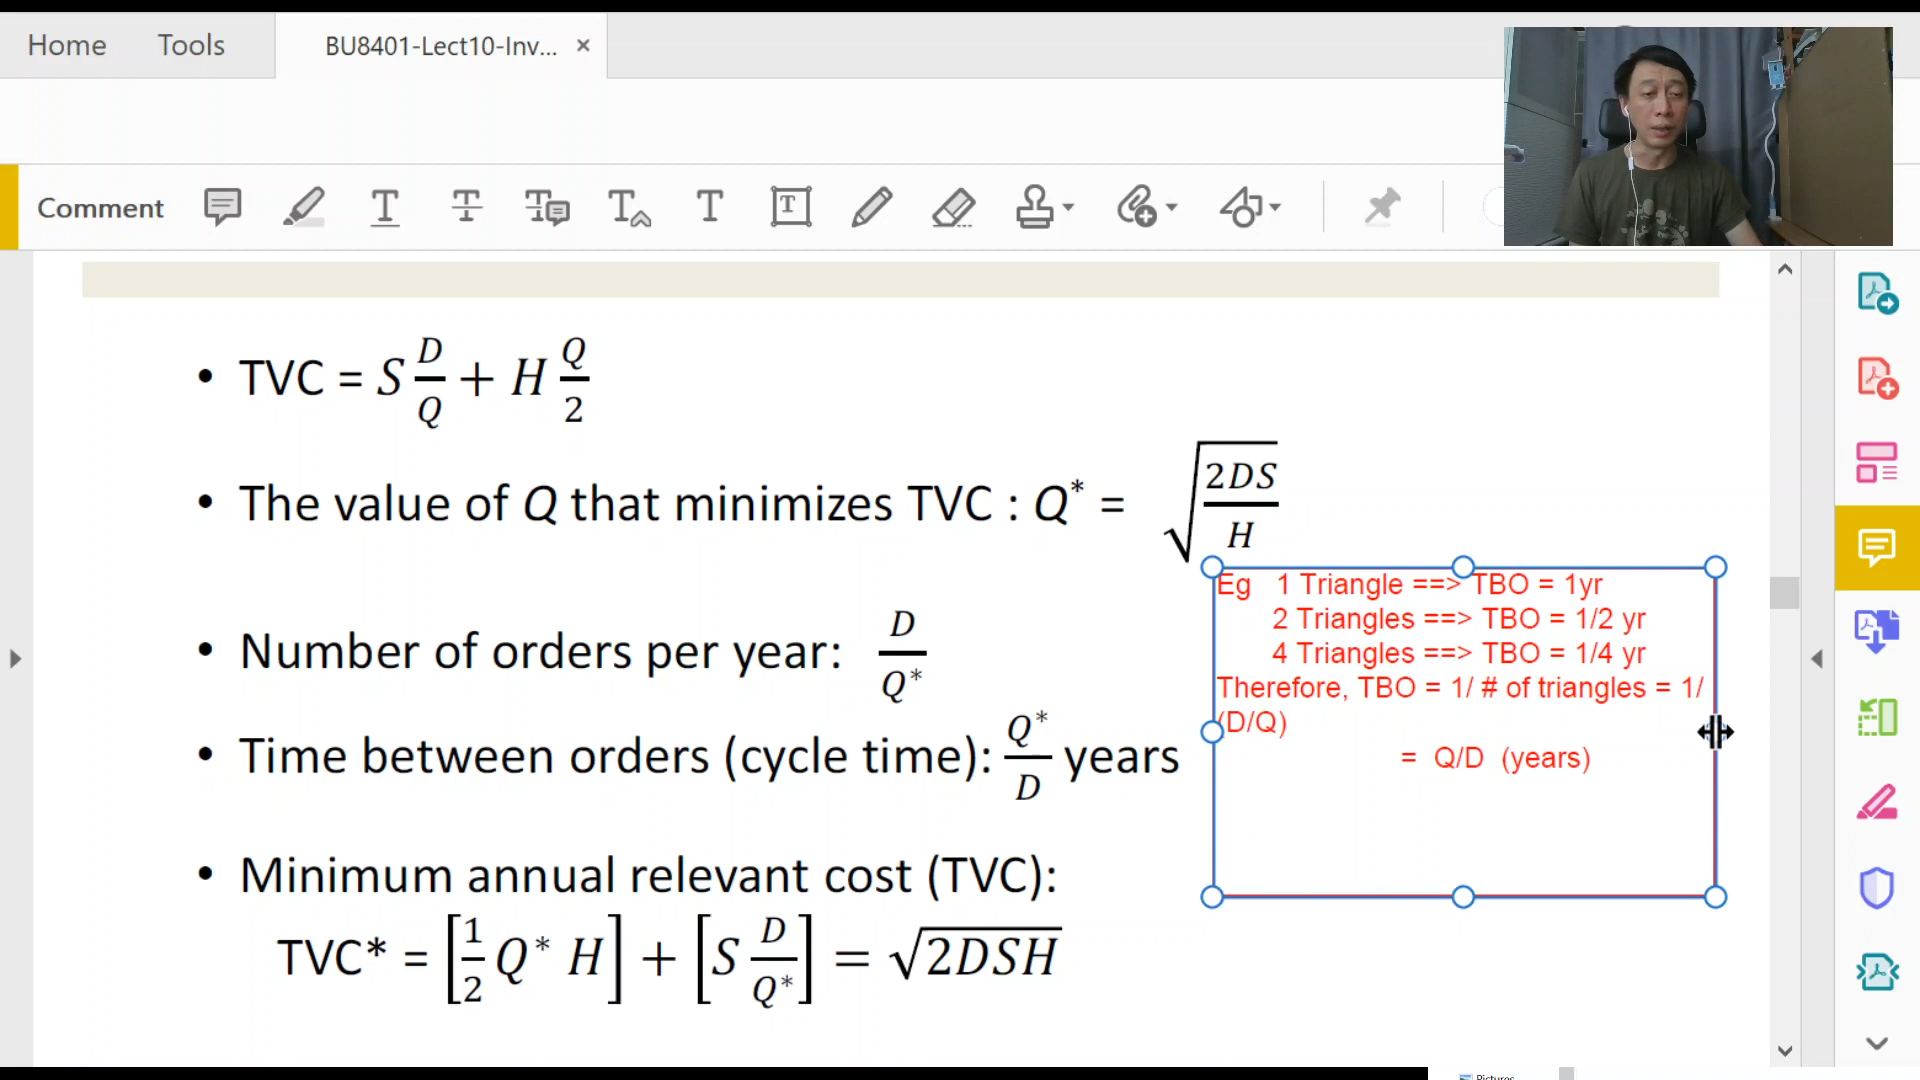 Home Tools BU8401-Lect10-Inv... ×
Comment
• TVC = S D/Q + H Q/2
• The value of Q that minimizes TVC : Q* = √(2DS/H)
Eg 1 Triangle ==> TBO = 1yr
2 Triangles ==> TBO = 1/2 yr
4 Triangles ==> TBO = 1/4 yr
Therefore, TBO = 1/ # of triangles = 1/
(D/Q)
= Q/D (years)
• Number of orders per year: D/Q*
• Time between orders (cycle time): Q*/D years
• Minimum annual relevant cost (TVC):
TVC* = [1/2 Q* H] + [S D/Q*] = √2DSH
Pictures